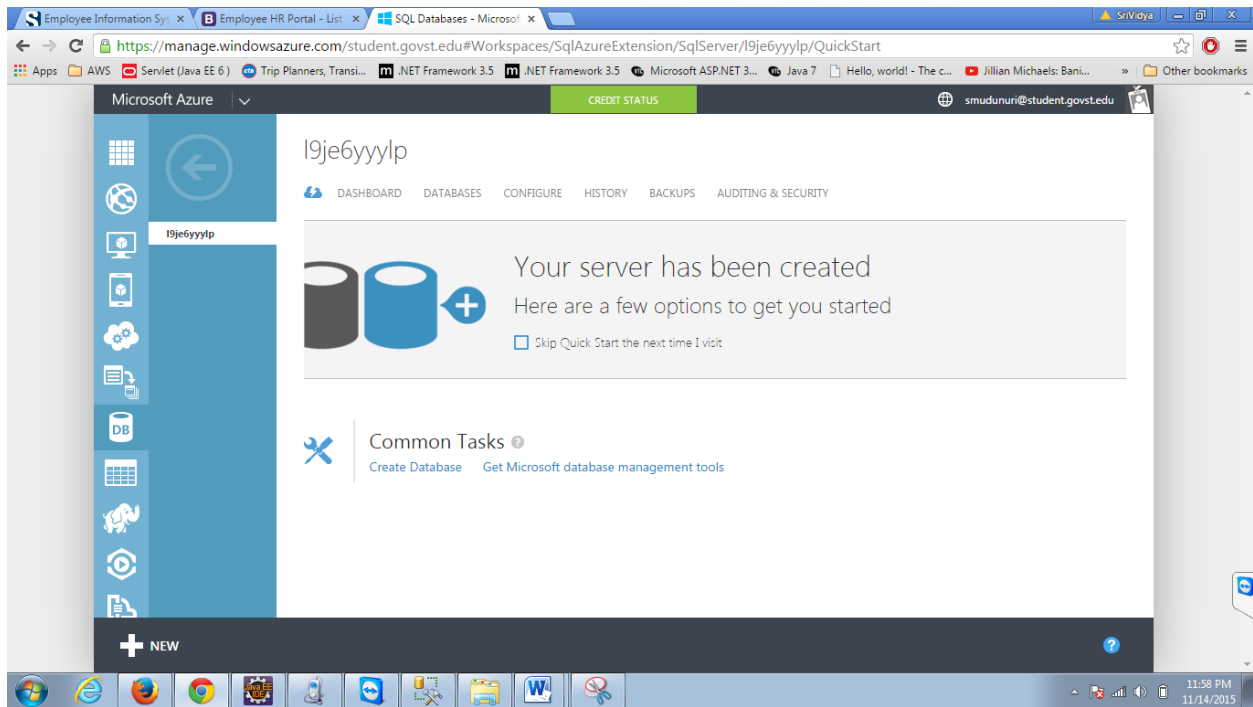 Employee Information Sys
Employee HR Portal - List
SQL Databases - Microsof
SriVidya
https://manage.windowsazure.com/student.govst.edu#Workspaces/SqlAzureExtension/SqlServer/l9je6yyylp/QuickStart
Apps AWS Servlet (Java EE 6 ) Trip Planners, Transi... .NET Framework 3.5 .NET Framework 3.5 Microsoft ASP.NET 3... Java 7 Hello, world! - The c... Jillian Michaels: Bani... » Other bookmarks
Microsoft Azure CREDIT STATUS smudunuri@student.govst.edu
l9je6yyylp
DASHBOARD DATABASES CONFIGURE HISTORY BACKUPS AUDITING & SECURITY
l9je6yyylp
Your server has been created
Here are a few options to get you started
Skip Quick Start the next time I visit
DB
Common Tasks ?
Create Database Get Microsoft database management tools
NEW ?
11:58 PM
11/14/2015